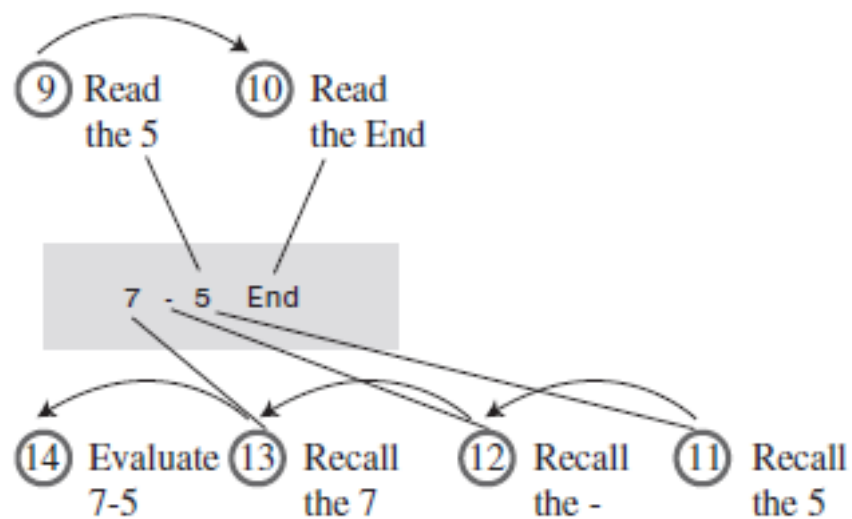 9 Read the 5
10 Read the End
7 - 5 End
14 Evaluate 7-5
13 Recall the 7
12 Recall the -
11 Recall the 5